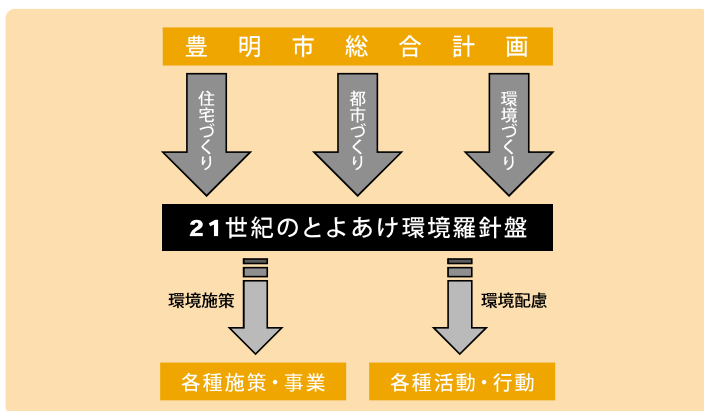 豊明市総合計画
住宅づくり
都市づくり
環境づくり
21世紀のとよあけ環境羅針盤
環境施策
環境配慮
各種施策・事業
各種活動・行動